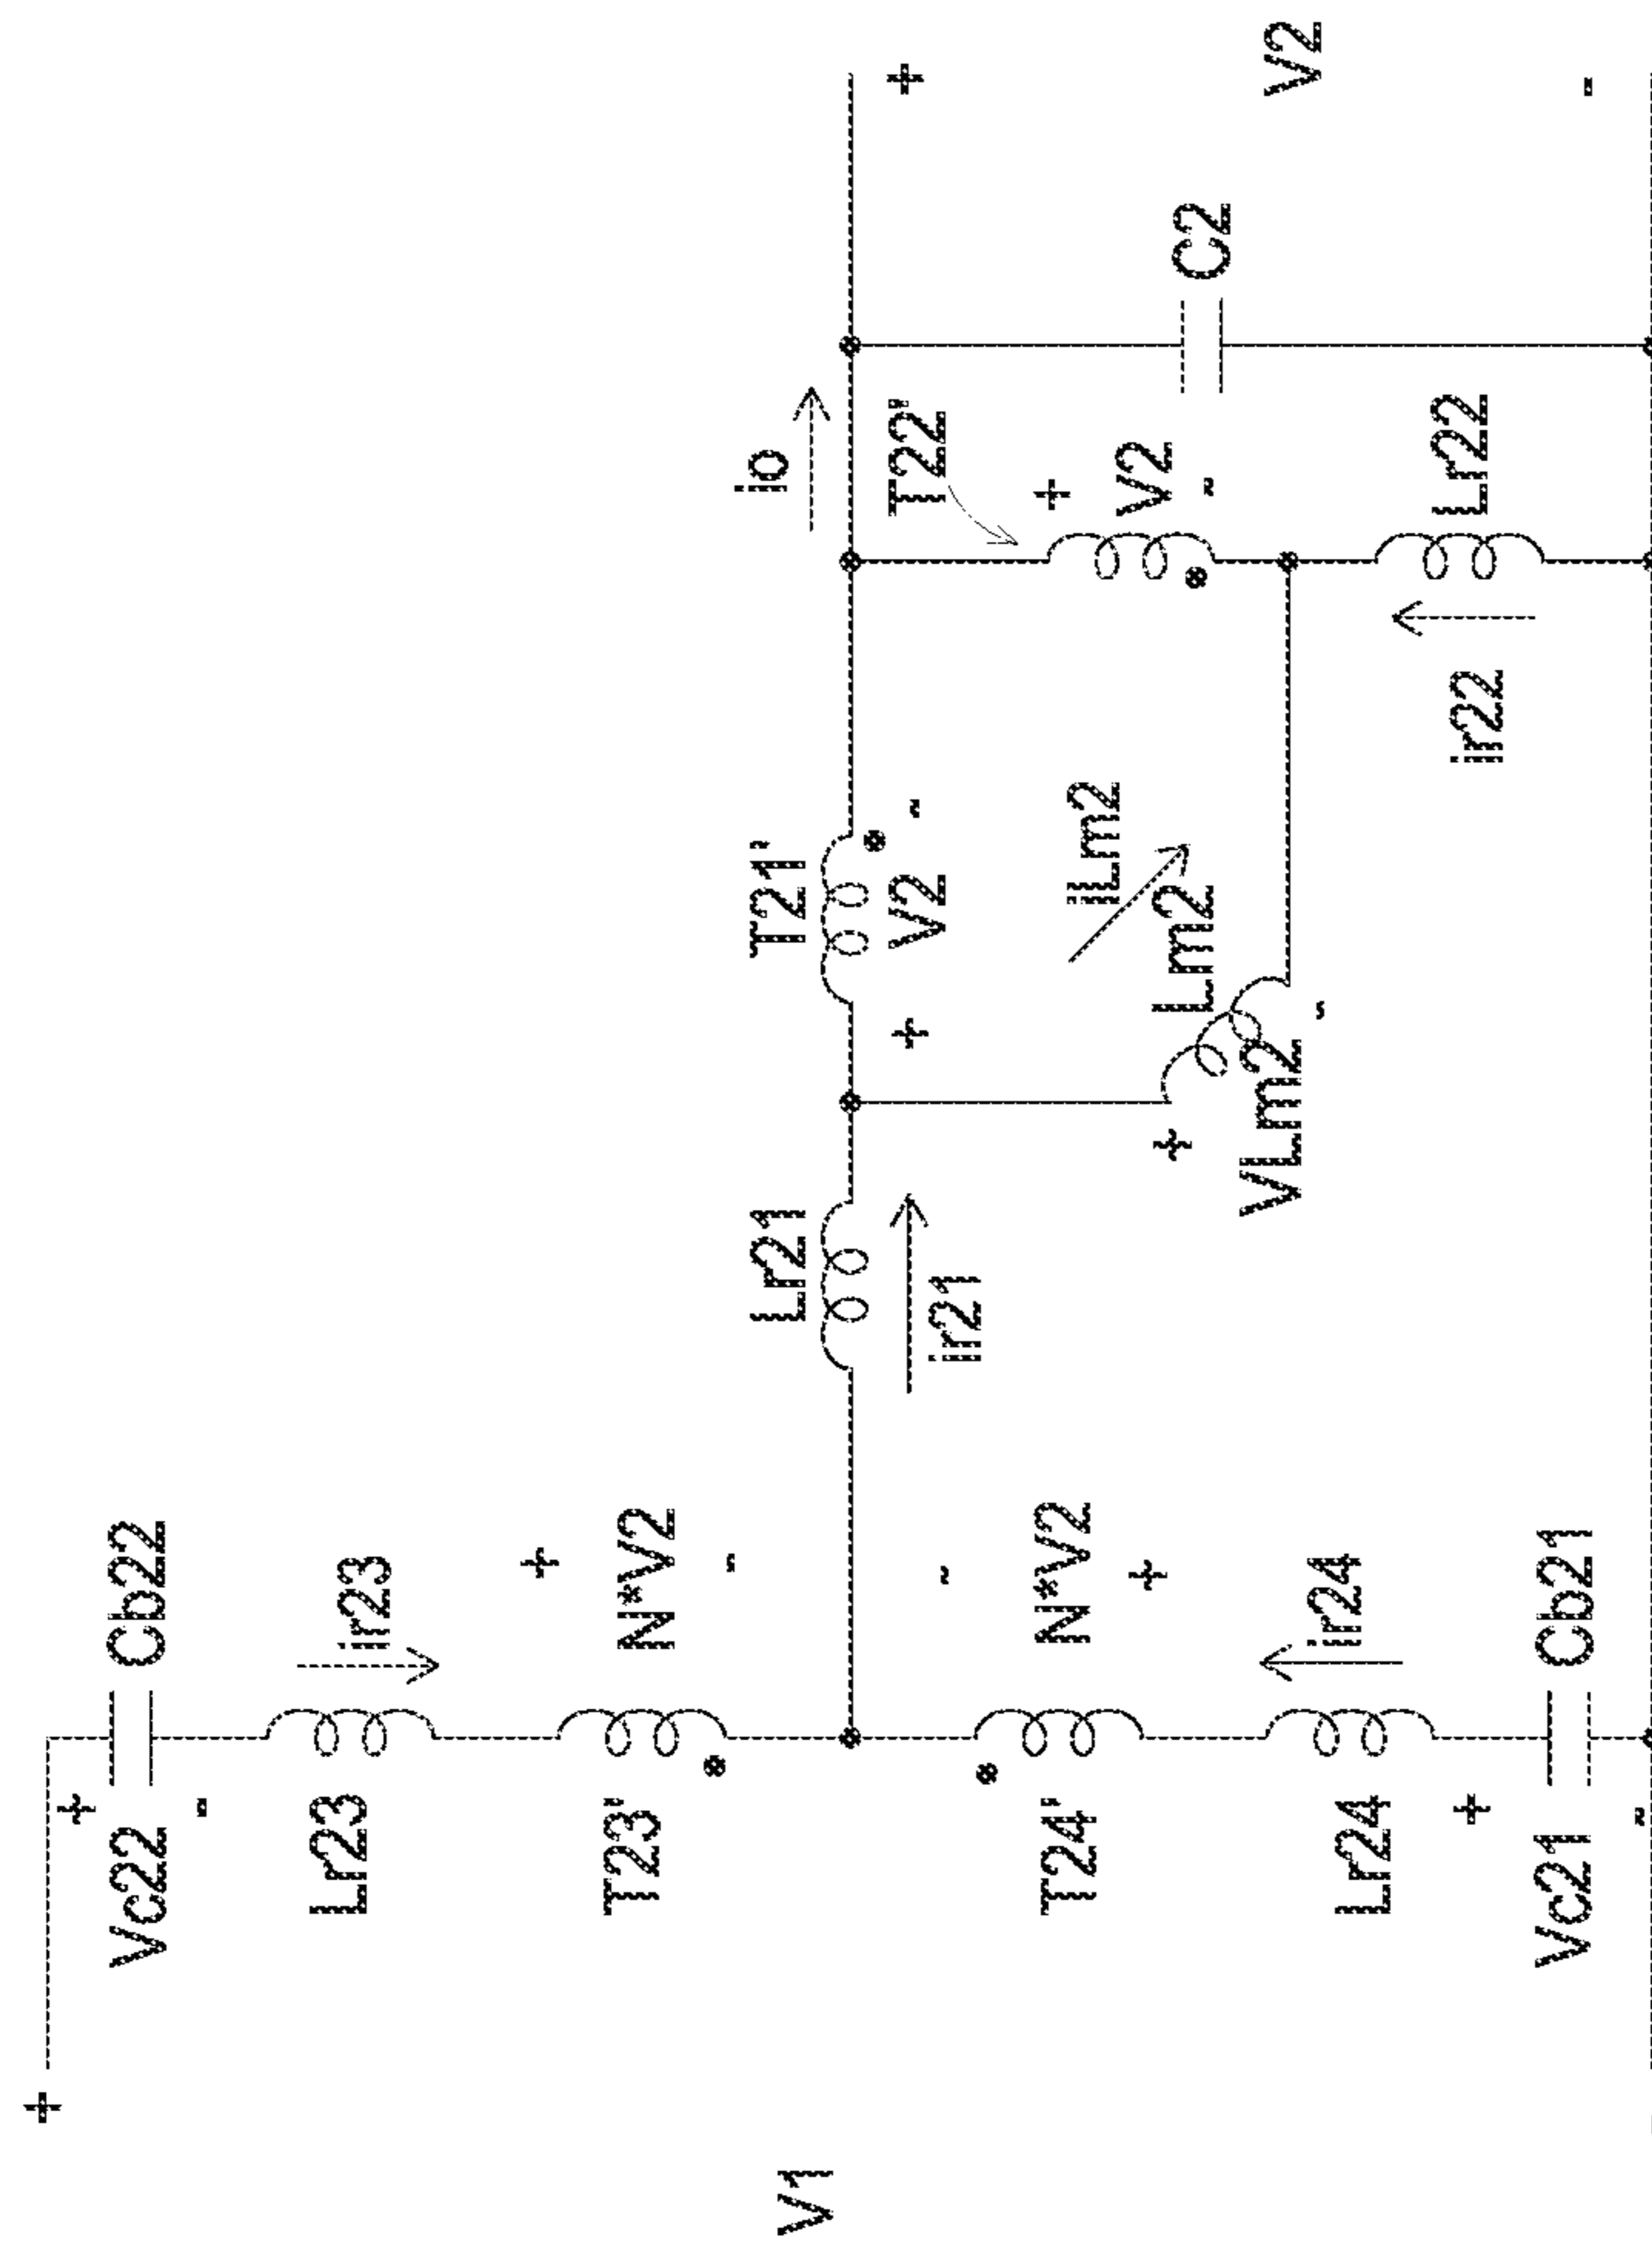 +
V1
+
Vc22
-
Cb22
Lr23
ir23
T23'
+
N*V2
-
T24'
-
N*V2
+
Lr24
ir24
+
Vc21
-
Cb21
Lr21
ir21
T21'
+
V2
-
iLm2
Lm2
+
VLm2
-
io
T22'
+
V2
-
Lr22
ir22
C2
+
V2
-